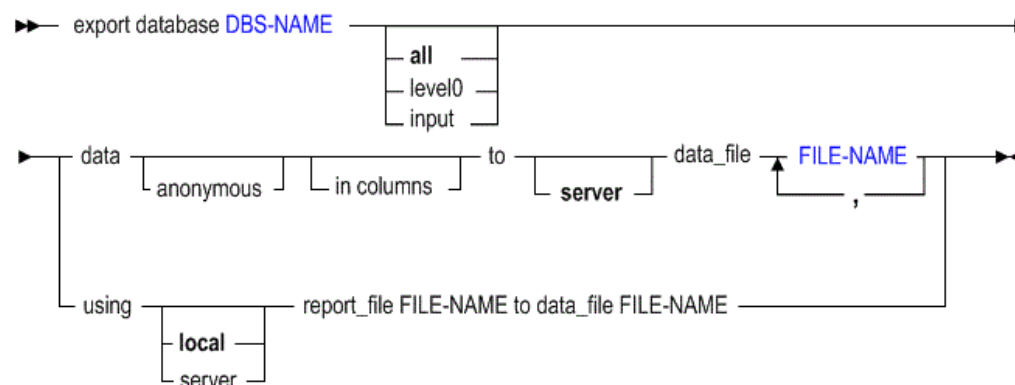 export database DBS-NAME
all
level0
input
data to data_file FILE-NAME
anonymous in columns server ,
using report_file FILE-NAME to data_file FILE-NAME
local
server